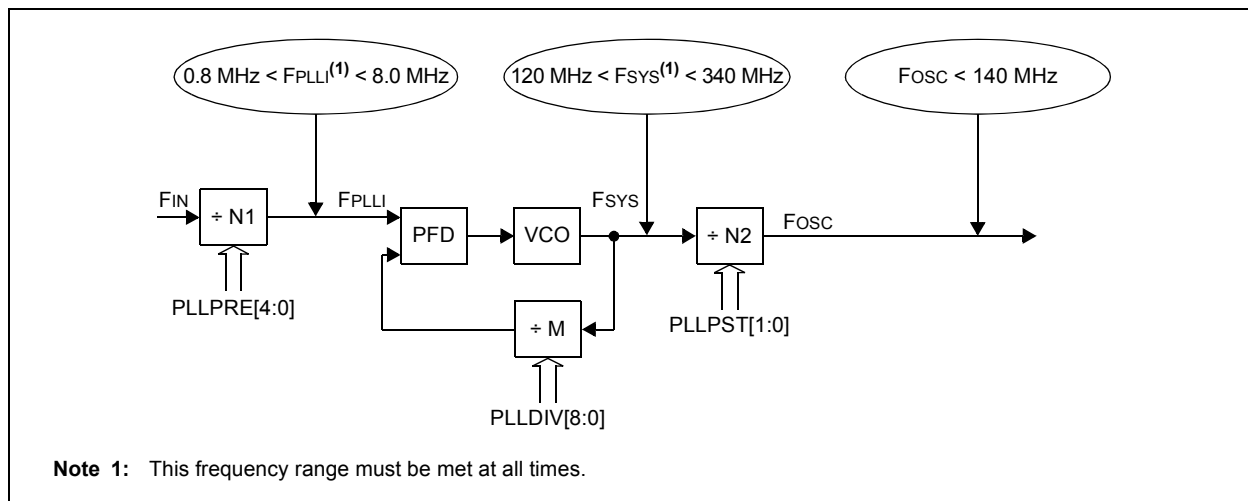 0.8 MHz < FPLLI(1) < 8.0 MHz
120 MHz < FSYS(1) < 340 MHz
FOSC < 140 MHz
FIN
÷ N1
FPLLI
PFD
VCO
FSYS
÷ N2
FOSC
PLLPRE[4:0]
÷ M
PLLPST[1:0]
PLLDIV[8:0]
Note 1: This frequency range must be met at all times.